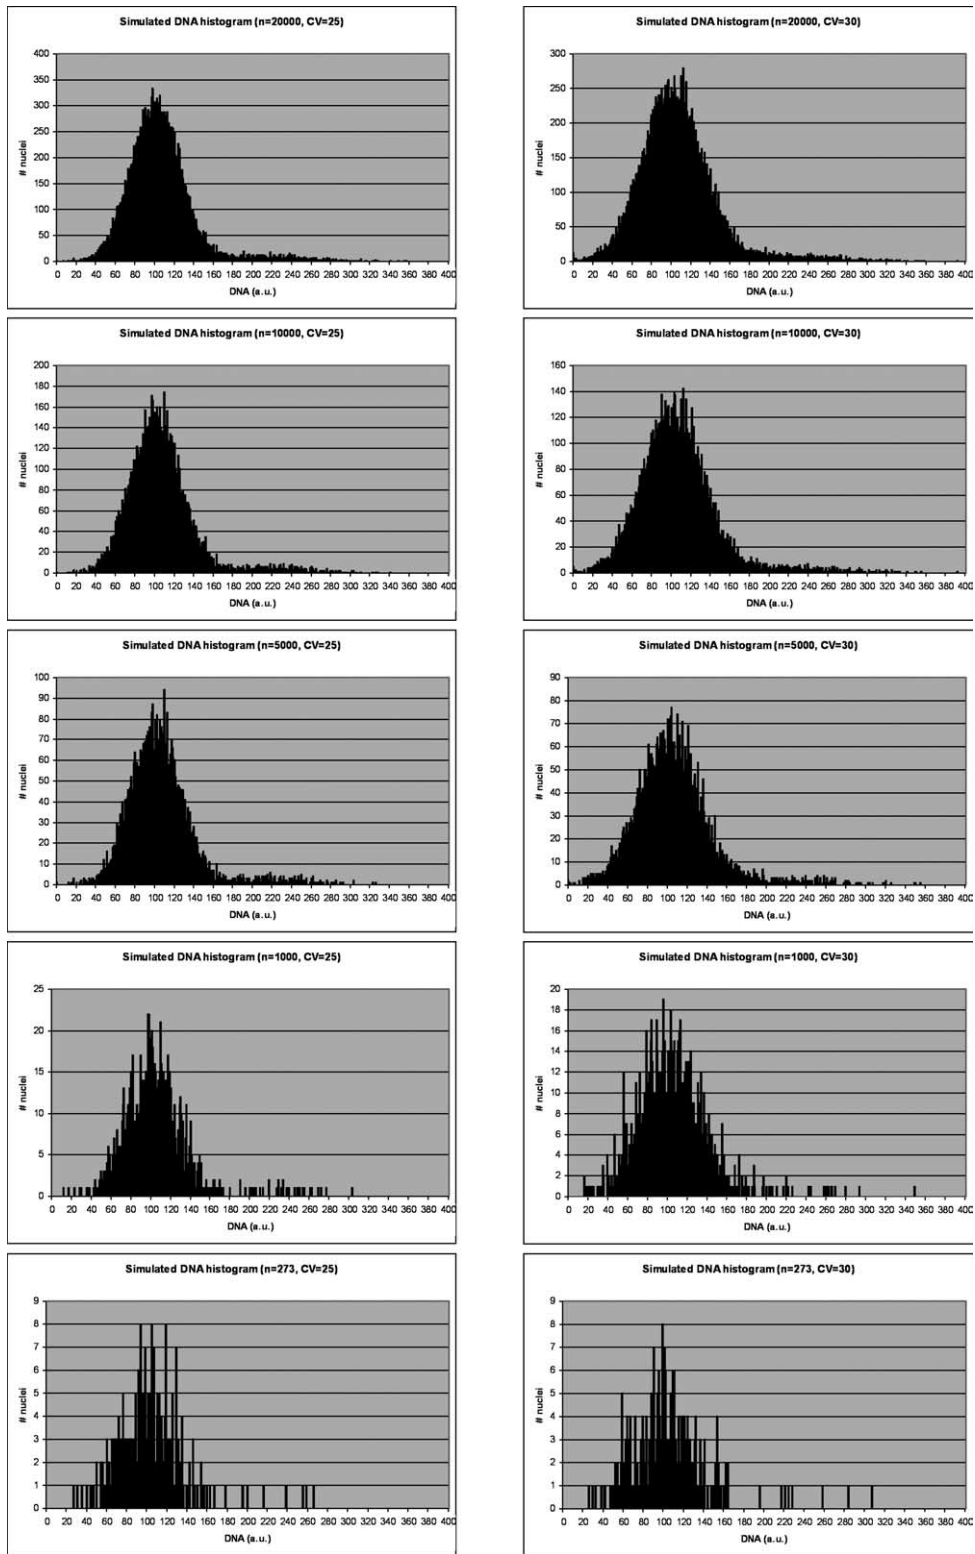 Simulated DNA histogram (n=20000, CV=25)
400
350
300
250
200
150
100
50
0
# nuclei
0 20 40 60 80 100 120 140 160 180 200 220 240 260 280 300 320 340 360 380 400
DNA (a.u.)
Simulated DNA histogram (n=20000, CV=30)
300
250
200
150
100
50
0
# nuclei
0 20 40 60 80 100 120 140 160 180 200 220 240 260 280 300 320 340 360 380 400
DNA (a.u.)
Simulated DNA histogram (n=10000, CV=25)
200
180
160
140
120
100
80
60
40
20
0
# nuclei
0 20 40 60 80 100 120 140 160 180 200 220 240 260 280 300 320 340 360 380 400
DNA (a.u.)
Simulated DNA histogram (n=10000, CV=30)
160
140
120
100
80
60
40
20
0
# nuclei
0 20 40 60 80 100 120 140 160 180 200 220 240 260 280 300 320 340 360 380 400
DNA (a.u.)
Simulated DNA histogram (n=5000, CV=25)
100
90
80
70
60
50
40
30
20
10
0
# nuclei
0 20 40 60 80 100 120 140 160 180 200 220 240 260 280 300 320 340 360 380 400
DNA (a.u.)
Simulated DNA histogram (n=5000, CV=30)
90
80
70
60
50
40
30
20
10
0
# nuclei
0 20 40 60 80 100 120 140 160 180 200 220 240 260 280 300 320 340 360 380 400
DNA (a.u.)
Simulated DNA histogram (n=1000, CV=25)
25
20
15
10
5
0
# nuclei
0 20 40 60 80 100 120 140 160 180 200 220 240 260 280 300 320 340 360 380 400
DNA (a.u.)
Simulated DNA histogram (n=1000, CV=30)
20
18
16
14
12
10
8
6
4
2
0
# nuclei
0 20 40 60 80 100 120 140 160 180 200 220 240 260 280 300 320 340 360 380 400
DNA (a.u.)
Simulated DNA histogram (n=273, CV=25)
9
8
7
6
5
4
3
2
1
0
# nuclei
0 20 40 60 80 100 120 140 160 180 200 220 240 260 280 300 320 340 360 380 400
DNA (a.u.)
Simulated DNA histogram (n=273, CV=30)
9
8
7
6
5
4
3
2
1
0
# nuclei
0 20 40 60 80 100 120 140 160 180 200 220 240 260 280 300 320 340 360 380 400
DNA (a.u.)